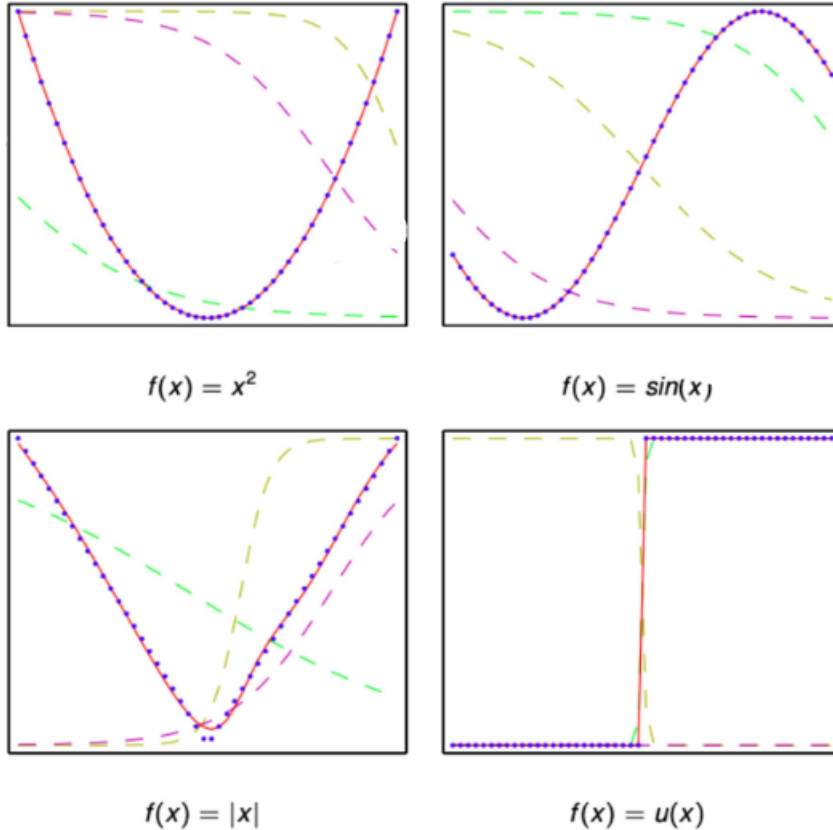 f(x) = x²
f(x) = sin(x)
f(x) = |x|
f(x) = u(x)